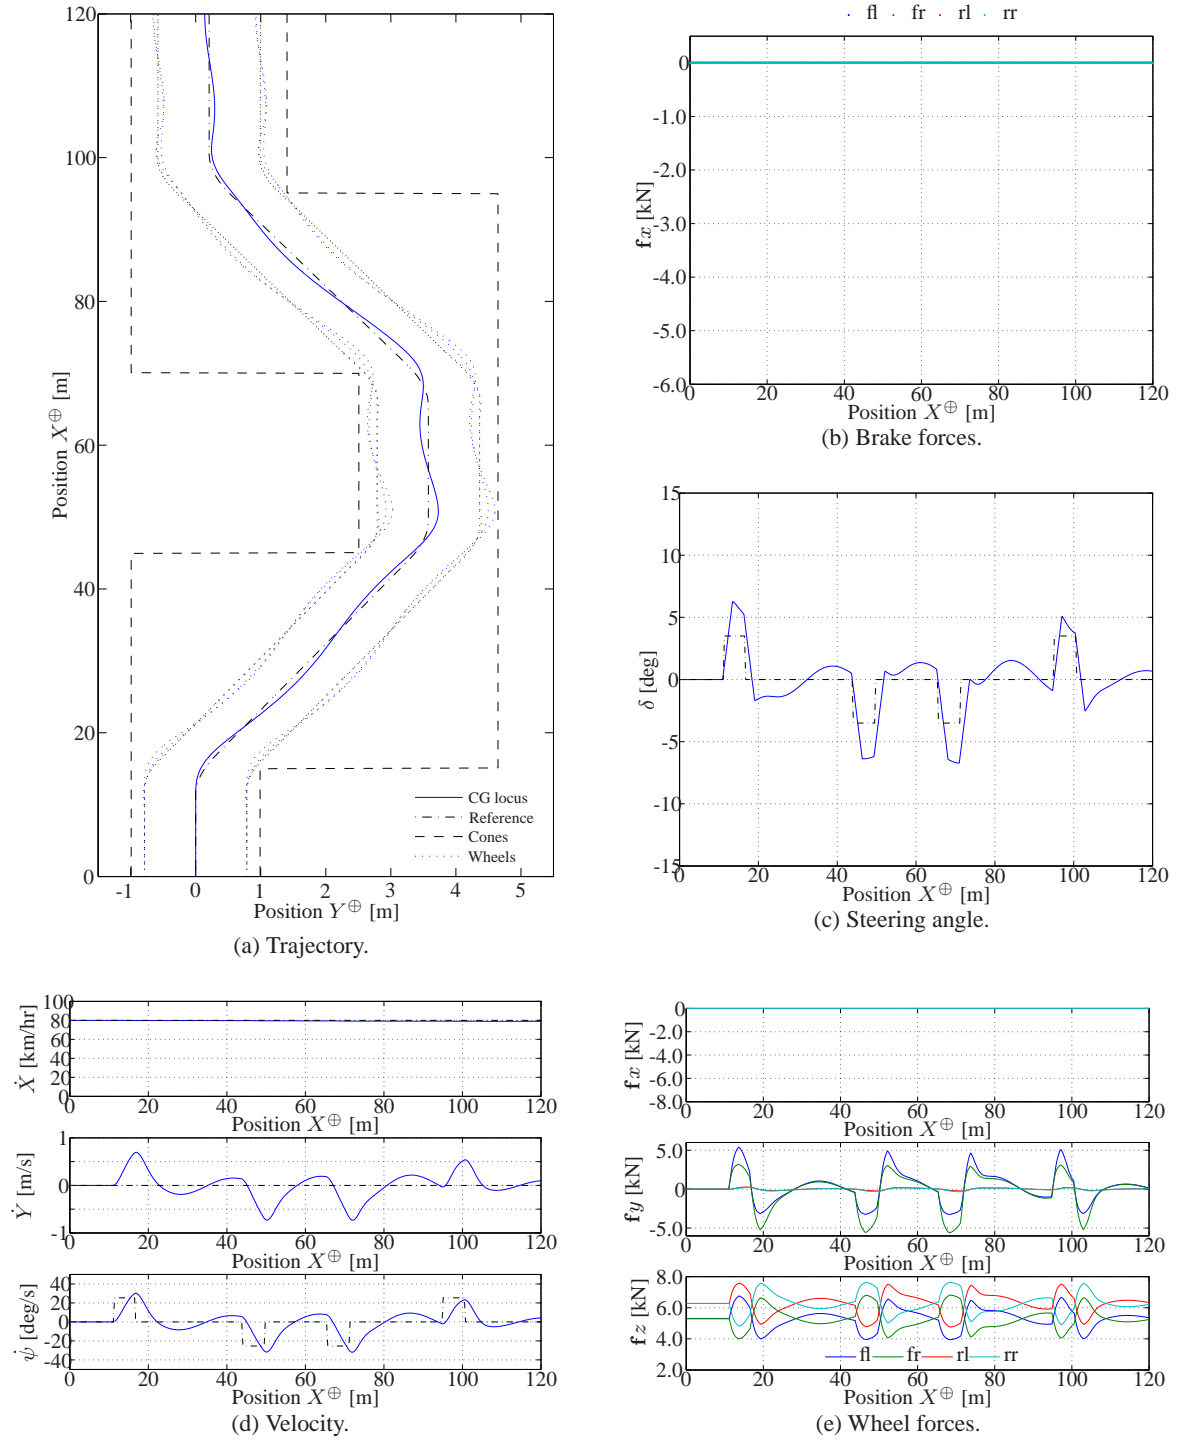 120
100
80
60
40
20
0
-1 0 1 2 3 4 5
Position X⊕ [m]
Position Y⊕ [m]
CG locus
Reference
Cones
Wheels
(a) Trajectory.
fl fr rl rr
0
-1.0
-2.0
-3.0
-4.0
-5.0
-6.0
0 20 40 60 80 100 120
fx [kN]
Position X⊕ [m]
(b) Brake forces.
15
10
5
0
-5
-10
-15
0 20 40 60 80 100 120
δ [deg]
Position X⊕ [m]
(c) Steering angle.
100
80
60
40
20
0
0 20 40 60 80 100 120
Ẋ [km/hr]
Position X⊕ [m]
1
0
-1
0 20 40 60 80 100 120
Ẏ [m/s]
Position X⊕ [m]
40
20
0
-20
-40
0 20 40 60 80 100 120
ψ̇ [deg/s]
Position X⊕ [m]
(d) Velocity.
0
-2.0
-4.0
-6.0
-8.0
0 20 40 60 80 100 120
fx [kN]
Position X⊕ [m]
5.0
0
-5.0
0 20 40 60 80 100 120
fy [kN]
Position X⊕ [m]
8.0
6.0
4.0
2.0
fl fr rl rr
0 20 40 60 80 100 120
fz [kN]
Position X⊕ [m]
(e) Wheel forces.